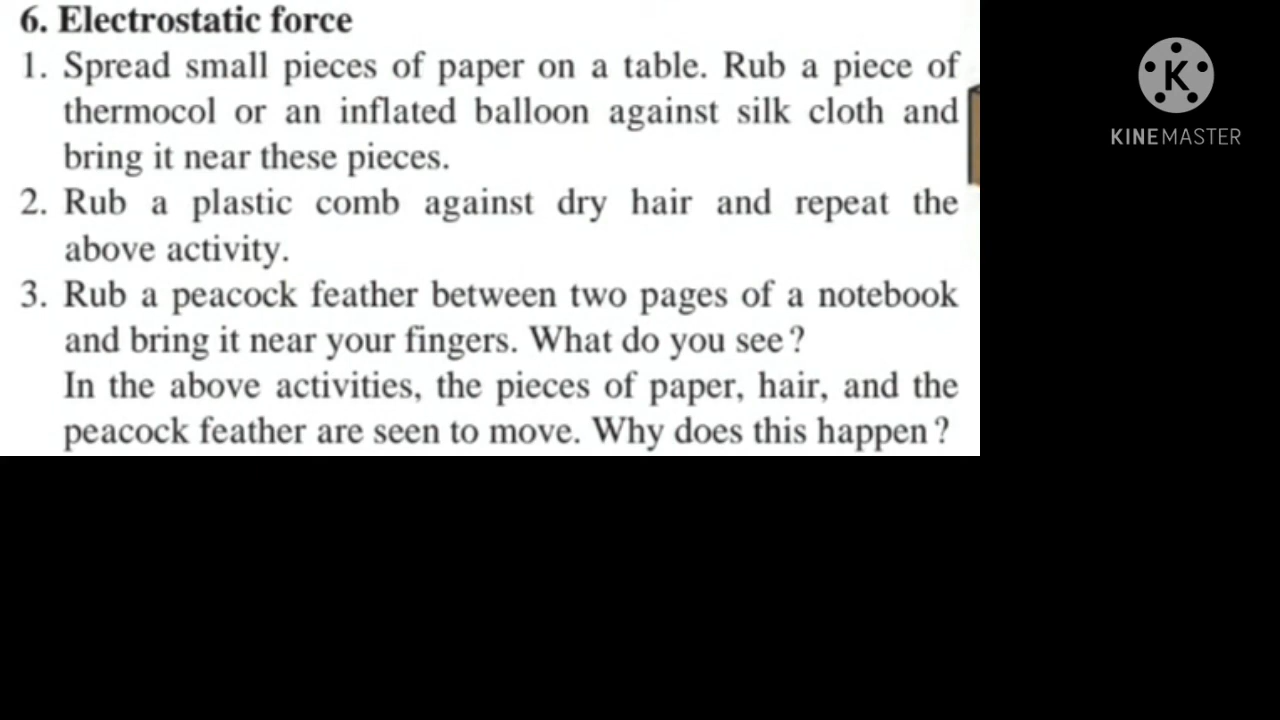 6. Electrostatic force
1. Spread small pieces of paper on a table. Rub a piece of
thermocol or an inflated balloon against silk cloth and
bring it near these pieces.
2. Rub a plastic comb against dry hair and repeat the
above activity.
3. Rub a peacock feather between two pages of a notebook
and bring it near your fingers. What do you see?
In the above activities, the pieces of paper, hair, and the
peacock feather are seen to move. Why does this happen?
K
KINEMASTER